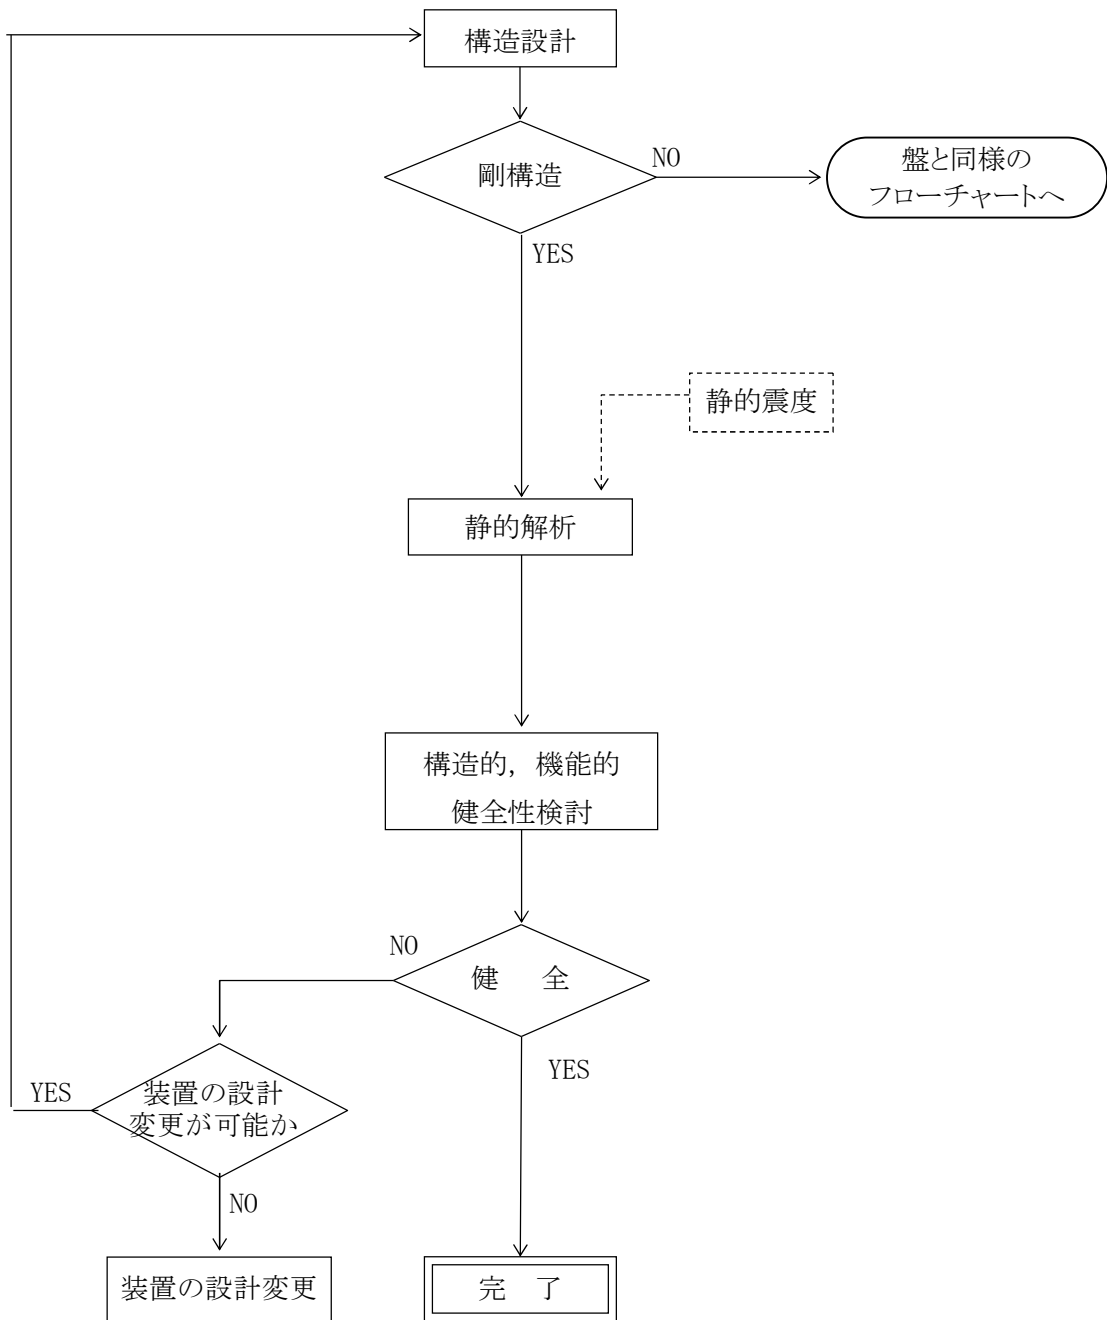 構造設計
剛構造
NO
盤と同様の
フローチャートへ
YES
静的震度
静的解析
構造的，機能的
健全性検討
NO
健　全
YES
YES
装置の設計
変更が可能か
NO
装置の設計変更
完　了